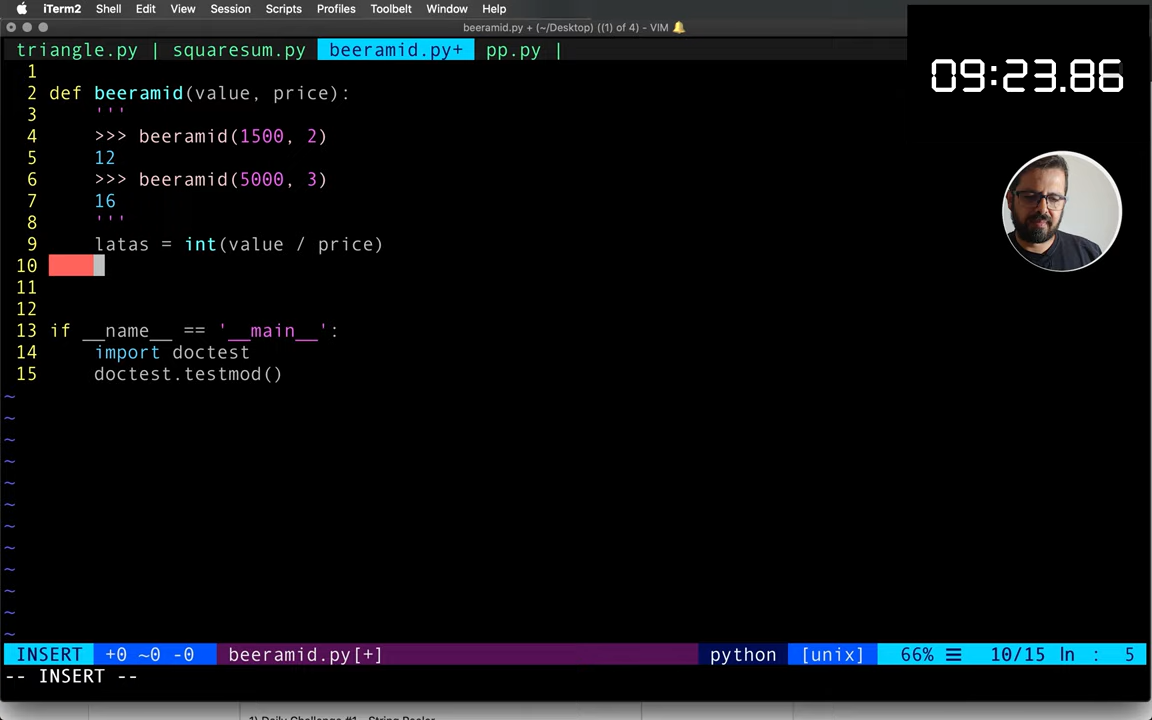 iTerm2 Shell Edit View Session Scripts Profiles Toolbelt Window Help
beeramid.py + (~/Desktop) ((1) of 4) - VIM
09:23.86
triangle.py | squaresum.py beeramid.py+ pp.py |
1
2 def beeramid(value, price):
3 '''
4 >>> beeramid(1500, 2)
5 12
6 >>> beeramid(5000, 3)
7 16
8 '''
9 latas = int(value / price)
10
11
12
13 if __name__ == '__main__':
14 import doctest
15 doctest.testmod()
~
~
~
~
~
~
~
~
~
~
~
~
INSERT +0 ~0 -0 beeramid.py[+] python [unix] 66% ☰ 10/15 ln : 5
-- INSERT --